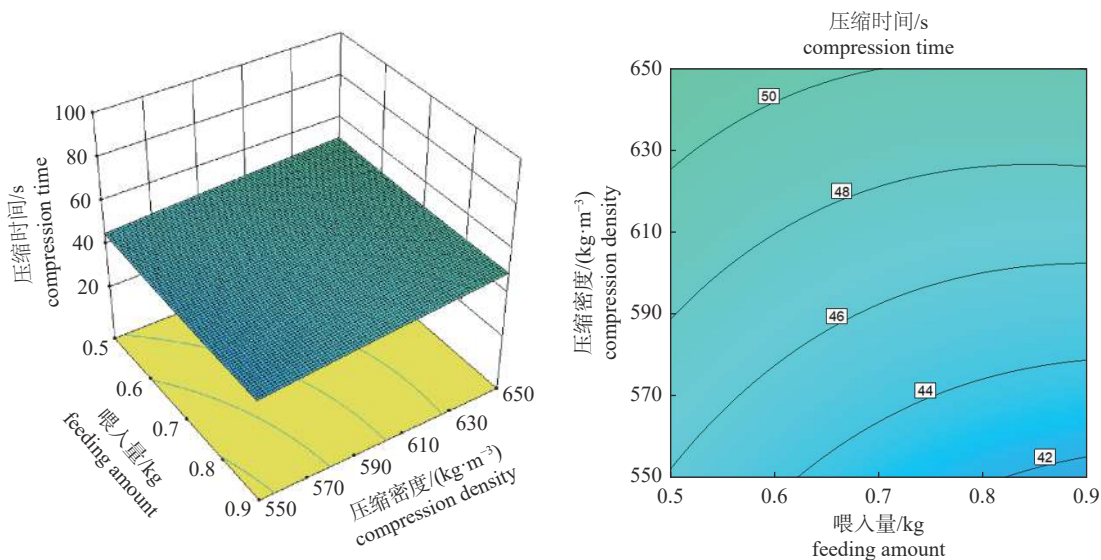 100
80
60
40
20
压缩时间/s
compression time
0.5
0.6
0.7
0.8
0.9
喂入量/kg
feeding amount
550
570
590
610
630
650
压缩密度/(kg·m⁻³)
compression density
压缩时间/s
compression time
650
630
610
590
570
550
压缩密度/(kg·m⁻³)
compression density
50
48
46
44
42
0.5
0.6
0.7
0.8
0.9
喂入量/kg
feeding amount